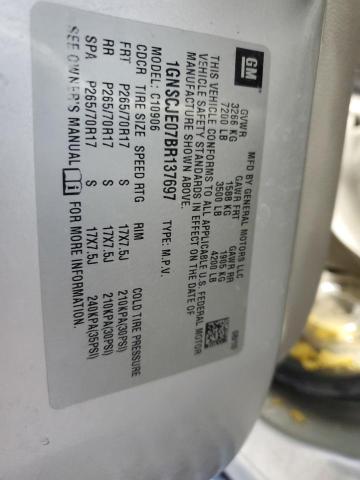 GM
MFD BY GENERAL MOTORS LLC
GVWR GAWR FRT GAWR RR
3266 KG 1588 KG 1905 KG
7200 LB 3500 LB 4200 LB
THIS VEHICLE CONFORMS TO ALL APPLICABLE U.S. FEDERAL MOTOR
VEHICLE SAFETY STANDARDS IN EFFECT ON THE DATE OF
MANUFACTURE SHOWN ABOVE.
1GNSCJE07BR137697 TYPE: M.P.V.
MODEL: C10906
CDCR TIRE SIZE SPEED RTG RIM COLD TIRE PRESSURE
FRT P265/70R17 S 17X7.5J 210KPA(30PSI)
RR P265/70R17 S 17X7.5J 210KPA(30PSI)
SPA P265/70R17 S 17X7.5J 240KPA(35PSI)
SEE OWNER'S MANUAL i FOR MORE INFORMATION.